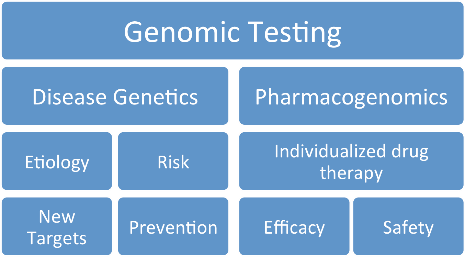 Genomic Testing
Disease Genetics
Pharmacogenomics
Etiology
Risk
Individualized drug
therapy
New
Targets
Prevention
Efficacy
Safety